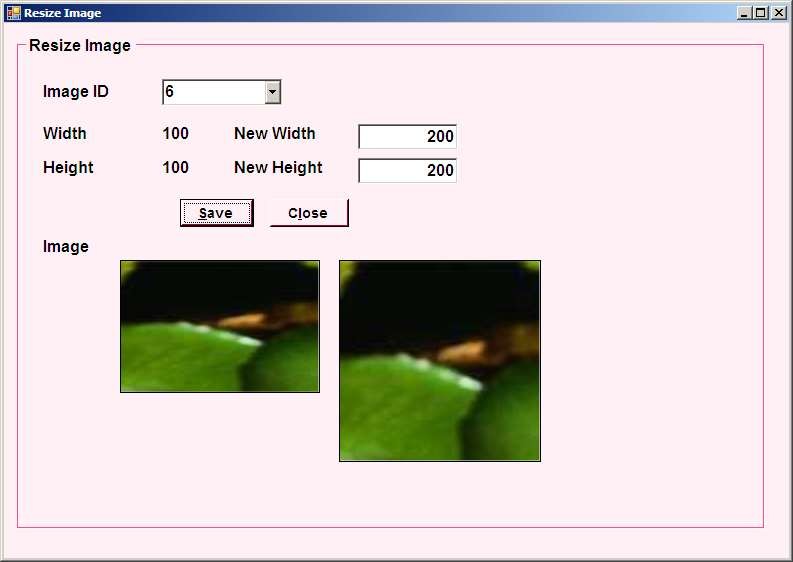 Resize Image
Resize Image
Image ID 6
Width 100 New Width 200
Height 100 New Height 200
Save Close
Image